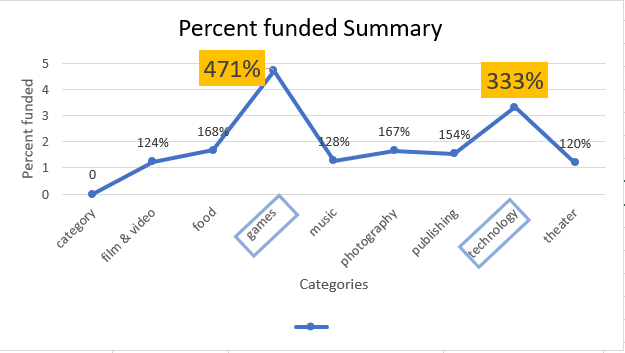 Percent funded Summary
471%
333%
5
4
3
2
1
0
Percent funded
0
124%
168%
128%
167%
154%
120%
category
film & video
food
games
music
photography
publishing
technology
theater
Categories